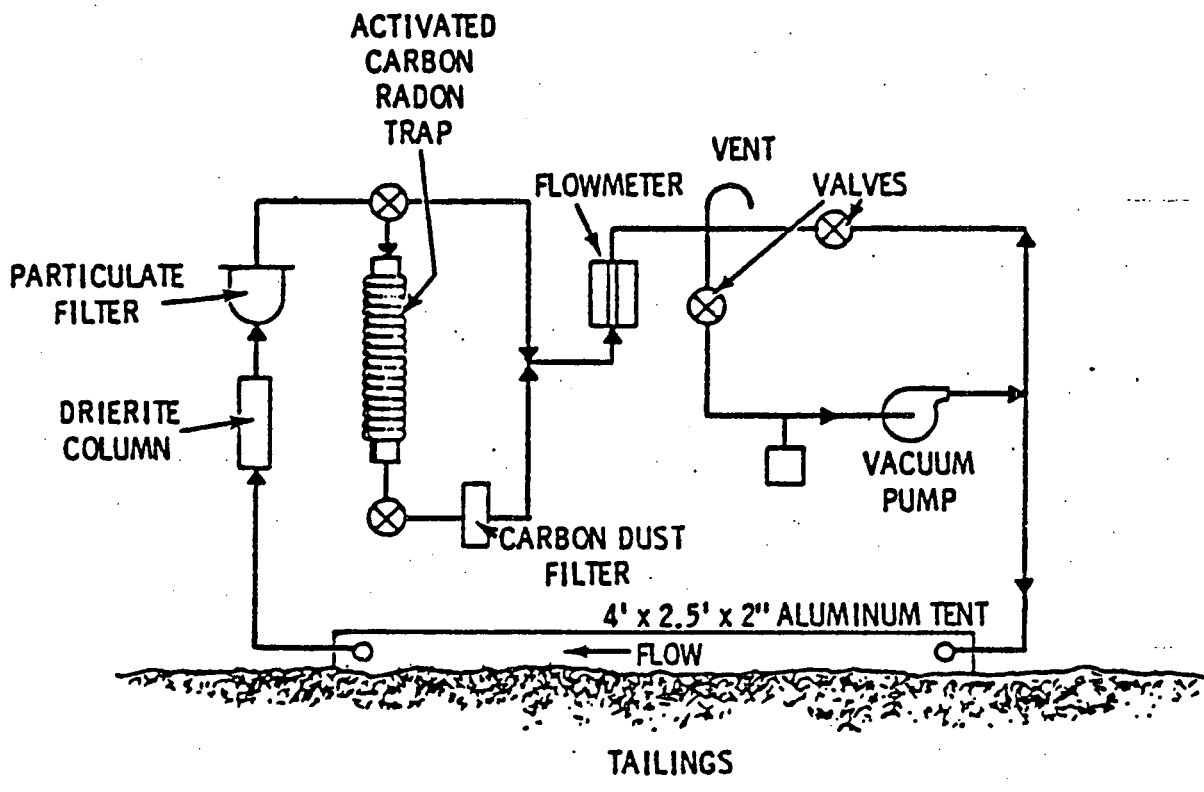 ACTIVATED
CARBON
RADON
TRAP
VENT
FLOWMETER
VALVES
PARTICULATE
FILTER
DRIERITE
COLUMN
VACUUM
PUMP
CARBON DUST
FILTER
4' x 2.5' x 2" ALUMINUM TENT
FLOW
TAILINGS